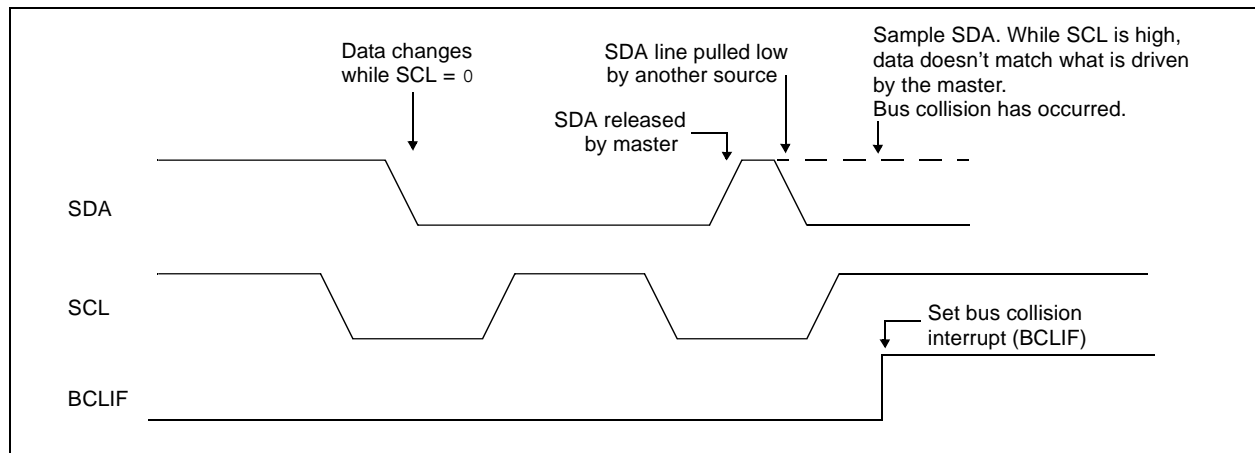 Data changes
while SCL = 0
SDA line pulled low
by another source
SDA released
by master
Sample SDA. While SCL is high,
data doesn’t match what is driven
by the master.
Bus collision has occurred.
SDA
SCL
Set bus collision
interrupt (BCLIF)
BCLIF